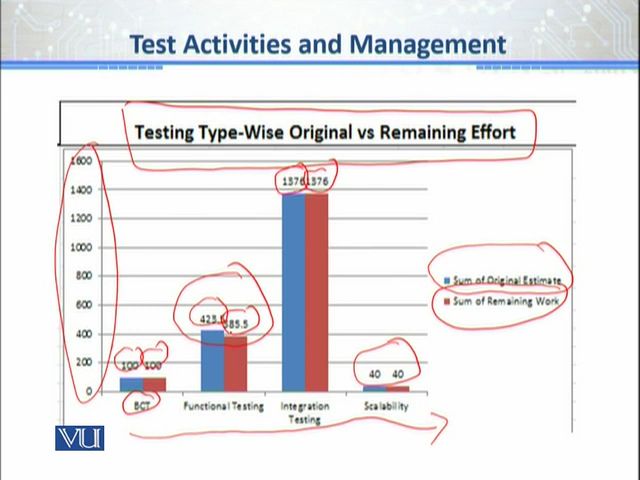 Test Activities and Management
Testing Type-Wise Original vs Remaining Effort
1600
1400
1200
1000
800
600
400
200
0
100 100
385.5
1376 1376
40 40
BCT
Functional Testing
Integration Testing
Scalability
Sum of Original Estimate
Sum of Remaining Work
VU